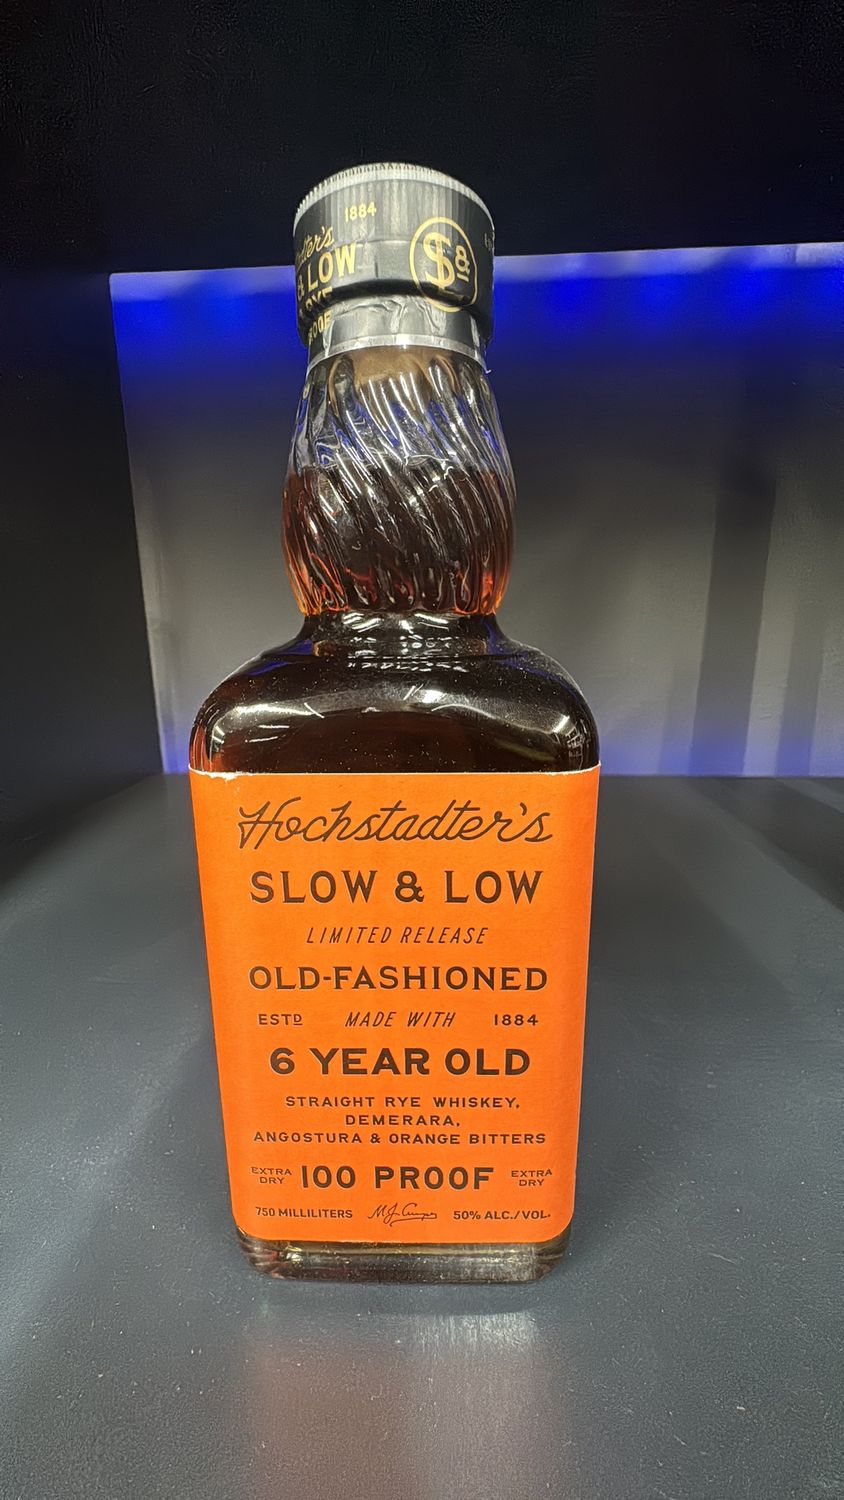 1884
& LOW
S&
Hochstadter's
SLOW & LOW
LIMITED RELEASE
OLD-FASHIONED
ESTD MADE WITH 1884
6 YEAR OLD
STRAIGHT RYE WHISKEY,
DEMERARA,
ANGOSTURA & ORANGE BITTERS
EXTRA DRY 100 PROOF EXTRA DRY
750 MILLILITERS 50% ALC./VOL.